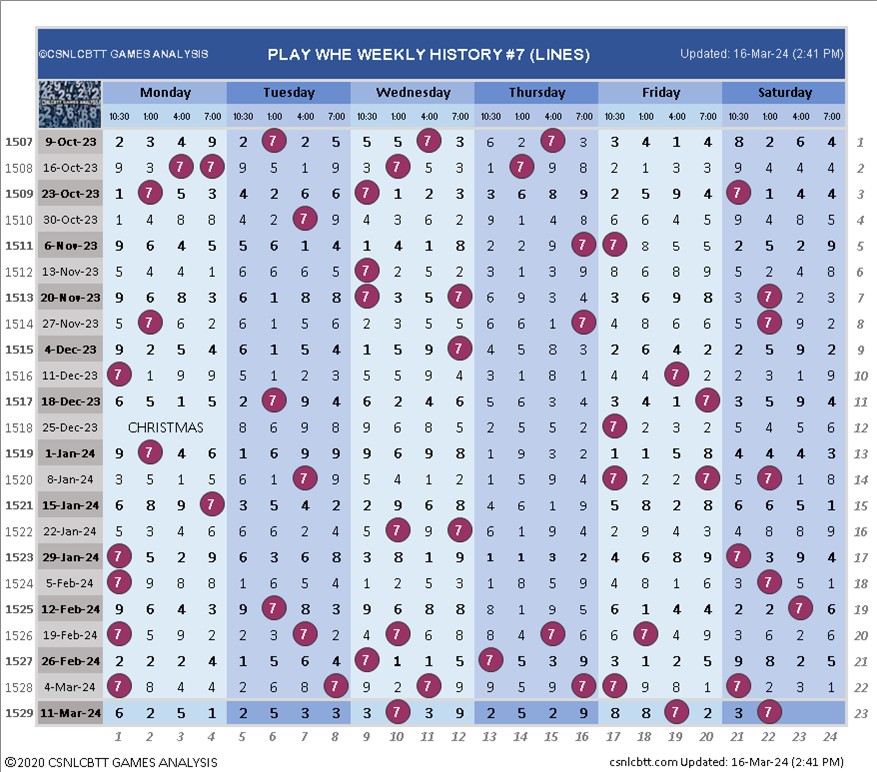 ©CSNLCBTT GAMES ANALYSIS PLAY WHE WEEKLY HISTORY #7 (LINES) Updated: 16-Mar-24 (2:41 PM)
Monday Tuesday Wednesday Thursday Friday Saturday
10:30 1:00 4:00 7:00 10:30 1:00 4:00 7:00 10:30 1:00 4:00 7:00 10:30 1:00 4:00 7:00 10:30 1:00 4:00 7:00 10:30 1:00 4:00 7:00
1507 9-Oct-23 2 3 4 9 2 7 2 5 5 5 7 3 6 2 7 3 3 4 1 4 8 2 6 4 1
1508 16-Oct-23 9 3 7 7 9 5 1 9 3 7 5 3 1 7 9 8 2 1 3 3 9 4 4 4 2
1509 23-Oct-23 1 7 5 3 4 2 6 6 7 1 2 3 3 6 8 9 2 5 9 4 7 1 4 4 3
1510 30-Oct-23 1 4 8 8 4 2 7 9 4 3 6 2 9 1 4 8 6 6 4 5 9 4 8 5 4
1511 6-Nov-23 9 6 4 5 5 6 1 4 1 4 1 8 2 2 9 7 7 8 5 5 2 5 2 9 5
1512 13-Nov-23 5 4 4 1 6 6 6 5 7 2 5 2 3 1 3 9 8 6 8 9 5 2 4 8 6
1513 20-Nov-23 9 6 8 3 6 1 8 8 7 3 5 7 6 9 3 4 3 6 9 8 3 7 2 3 7
1514 27-Nov-23 5 7 6 2 6 1 5 6 2 3 5 5 6 6 1 7 4 8 6 6 5 7 9 2 8
1515 4-Dec-23 9 2 5 4 6 1 5 4 1 5 9 7 4 5 8 3 2 6 4 2 2 5 9 2 9
1516 11-Dec-23 7 1 9 9 5 1 2 3 5 5 9 4 3 1 8 1 4 4 7 2 2 3 1 9 10
1517 18-Dec-23 6 5 1 5 2 7 9 4 6 2 4 6 5 6 3 4 3 4 1 7 3 5 9 4 11
1518 25-Dec-23 CHRISTMAS 8 6 9 8 9 6 8 5 2 5 5 2 7 2 3 2 5 4 5 6 12
1519 1-Jan-24 9 7 4 6 1 6 9 9 9 6 9 8 1 9 3 2 1 1 5 8 4 4 4 3 13
1520 8-Jan-24 3 5 1 5 6 1 7 9 5 4 1 2 1 5 9 4 7 2 2 7 5 7 1 8 14
1521 15-Jan-24 6 8 9 7 3 5 4 2 2 9 6 8 6 1 5 9 5 8 2 8 6 6 5 1 15
1522 22-Jan-24 5 3 4 6 6 6 2 4 5 7 9 7 6 1 9 4 2 9 4 3 4 8 8 9 16
1523 29-Jan-24 7 5 2 9 6 3 6 8 3 8 1 9 1 1 3 2 4 6 8 9 7 3 9 4 17
1524 5-Feb-24 7 9 8 8 1 6 5 4 1 2 5 3 1 8 5 9 4 8 1 6 3 7 5 1 18
1525 12-Feb-24 9 6 4 3 9 7 8 3 9 6 8 8 8 1 9 5 6 1 4 4 2 2 7 6 19
1526 19-Feb-24 7 5 9 2 2 3 7 2 4 7 6 8 8 4 7 6 6 7 4 9 3 6 2 6 20
1527 26-Feb-24 2 2 2 4 1 5 6 4 7 1 1 5 7 5 3 9 3 1 2 5 9 8 2 5 21
1528 4-Mar-24 7 8 4 4 2 6 8 7 9 2 7 9 9 5 9 7 7 9 8 1 7 2 3 1 22
1529 11-Mar-24 6 2 5 1 2 5 3 3 3 7 3 9 2 5 2 9 8 8 7 2 3 7 23
1 2 3 4 5 6 7 8 9 10 11 12 13 14 15 16 17 18 19 20 21 22 23 24
©2020 CSNLCBTT GAMES ANALYSIS csnlcbtt.com Updated: 16-Mar-24 (2:41 PM)